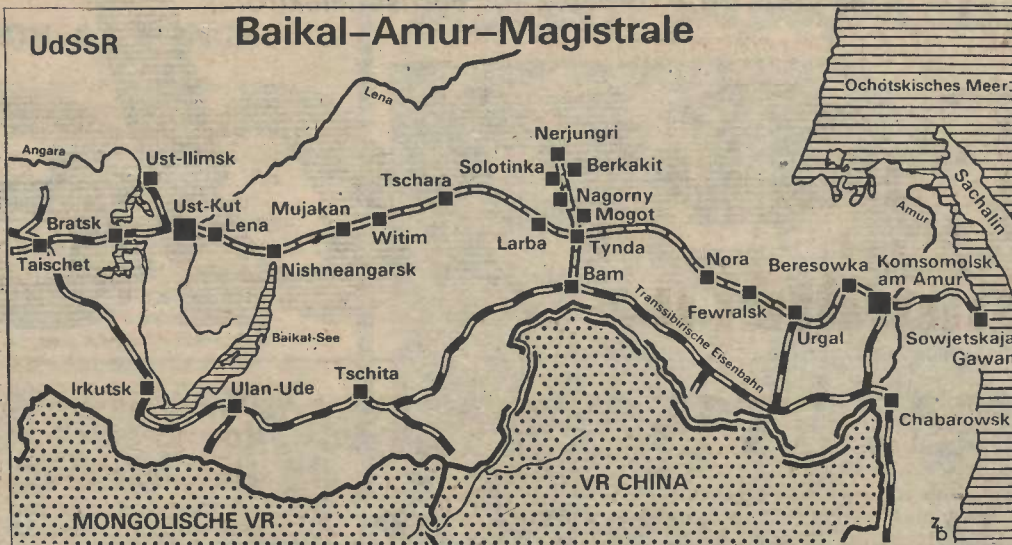 Baikal–Amur–Magistrale
UdSSR
Ochotskisches Meer
Lena
Angara
Nerjungri
Ust-Ilimsk
Solotinka
Berkakit
Sachalin
Tschara
Nagorny
Ust-Kut
Mujakan
Mogot
Amur
Bratsk
Lena
Witim
Larba
Tynda
Taischet
Nishneangarsk
Nora
Beresowka
Komsomolsk
am Amur
Bam
Transsibirische Eisenbahn
Fewralsk
Urgal
Sowjetskaja
Gawan
Baikal-See
Irkutsk
Ulan-Ude
Tschita
Chabarowsk
VR CHINA
MONGOLISCHE VR